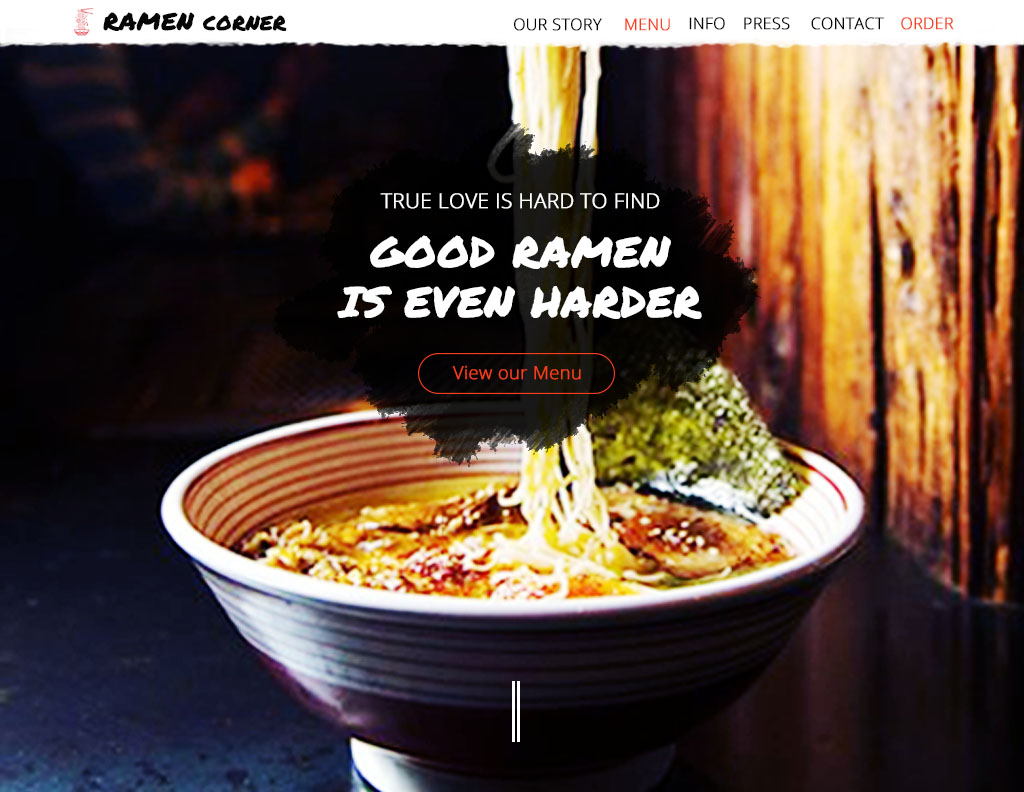 RAMEN CORNER
OUR STORY MENU INFO PRESS CONTACT ORDER
TRUE LOVE IS HARD TO FIND
GOOD RAMEN
IS EVEN HARDER
View our Menu